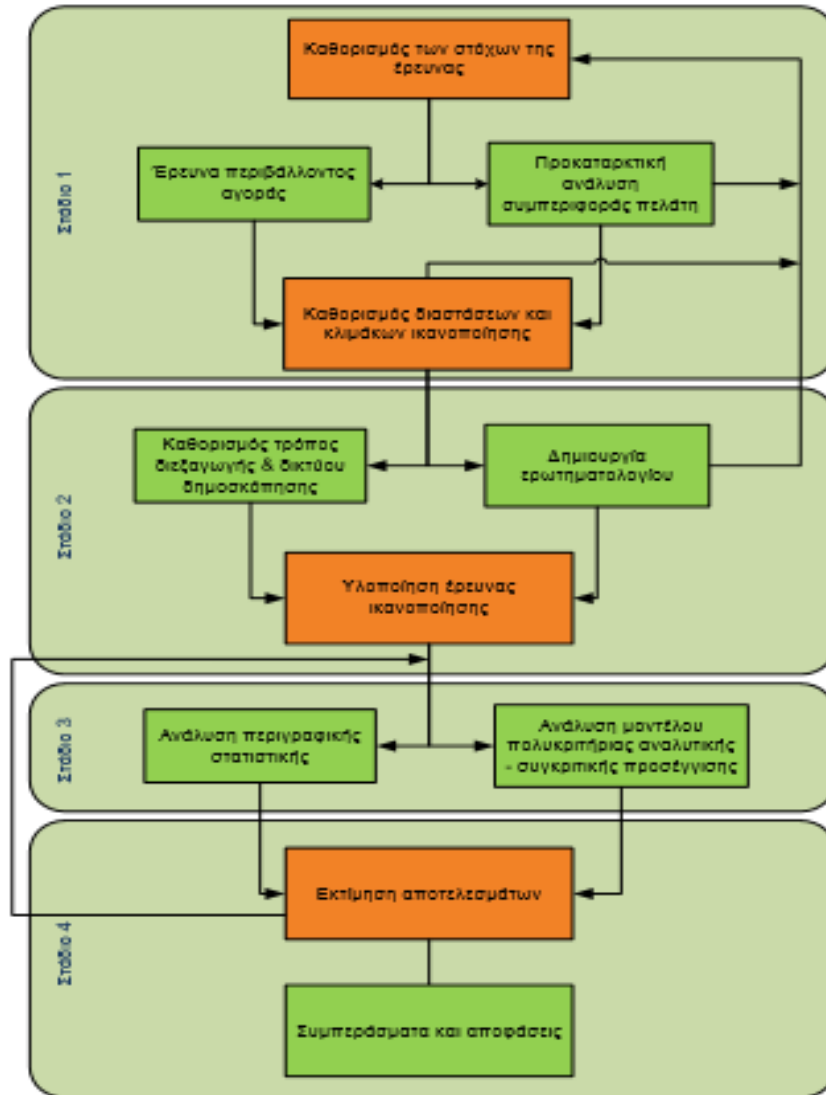 Στάδιο 1
Καθορισμός των στόχων της
έρευνας
Έρευνα περιβάλλοντος
αγοράς
Προκαταρκτική
ανάλυση
συμπεριφοράς πελάτη
Καθορισμός διαστάσεων και
κλιμάκων ικανοποίησης
Στάδιο 2
Καθορισμός τρόπος
διεξαγωγής & δικτύου
δημοσκόπησης
Δημιουργία
ερωτηματολογίου
Υλοποίηση έρευνας
ικανοποίησης
Στάδιο 3
Ανάλυση περιγραφικής
στατιστικής
Ανάλυση μοντέλου
πολυκριτήριας αναλυτικής
- συγκριτικής προσέγγισης
Στάδιο 4
Εκτίμηση αποτελεσμάτων
Συμπεράσματα και αποφάσεις